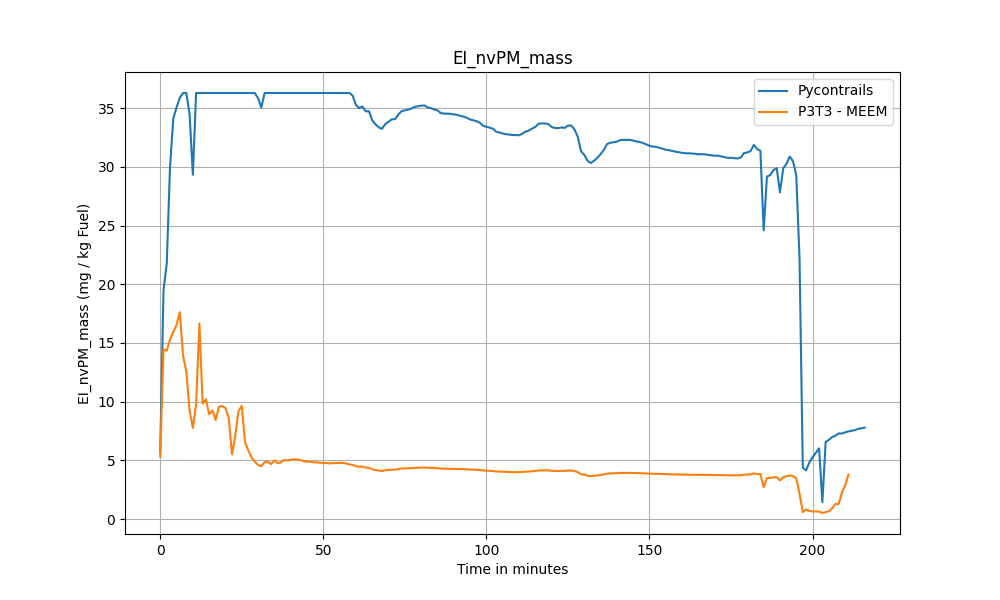 EI_nvPM_mass
Pycontrails
P3T3 - MEEM
EI_nvPM_mass (mg / kg Fuel)
35
30
25
20
15
10
5
0
0
50
100
150
200
Time in minutes